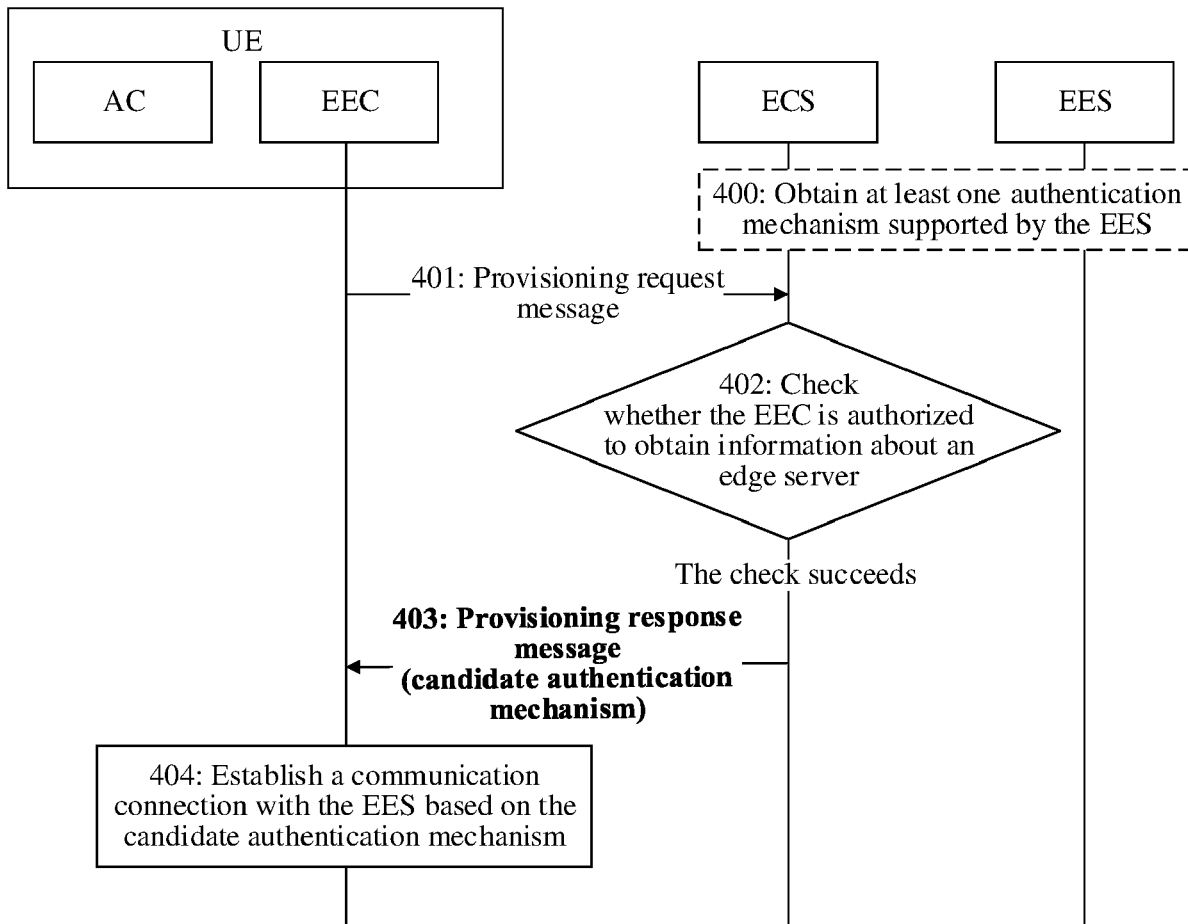 UE
AC
EEC
ECS
EES
400: Obtain at least one authentication
mechanism supported by the EES
401: Provisioning request
message
402: Check
whether the EEC is authorized
to obtain information about an
edge server
The check succeeds
403: Provisioning response
message
(candidate authentication
mechanism)
404: Establish a communication
connection with the EES based on the
candidate authentication mechanism